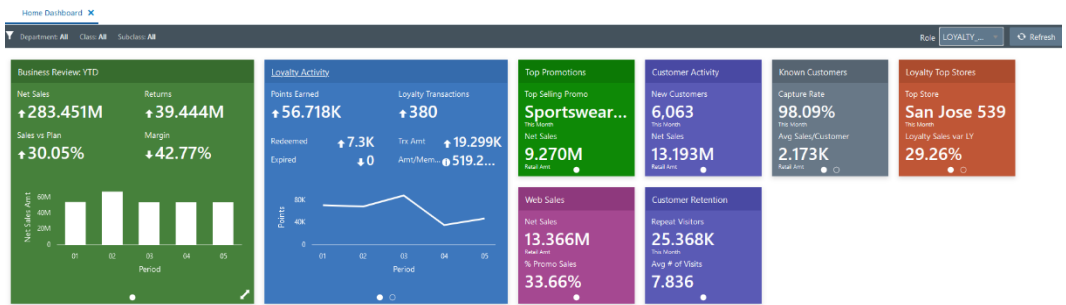 Home Dashboard X
Department: All Class: All Subclass: All
Role LOYALTY_... Refresh
Business Review: YTD
Net Sales Returns
283.451M 39.444M
Sales vs Plan Margin
30.05% 42.77%
Net Sales Amt
60M
40M
20M
0
01 02 03 04 05
Period
Loyalty Activity
Points Earned Loyalty Transactions
56.718K 380
Redeemed 7.3K Trx Amt 19.299K
Expired 0 Amt/Mem... 519.2...
Points
80K
40K
0
01 02 03 04 05
Period
Top Promotions
Top Selling Promo
Sportswear...
This Month
Net Sales
9.270M
Retail Amt
Customer Activity
New Customers
6,063
This Month
Net Sales
13.193M
Retail Amt
Known Customers
Capture Rate
98.09%
This Month
Avg Sales/Customer
2.173K
Retail Amt
Loyalty Top Stores
Top Store
San Jose 539
This Month
Loyalty Sales var LY
29.26%
Web Sales
Net Sales
13.366M
Retail Amt
% Promo Sales
33.66%
Customer Retention
Repeat Visitors
25.368K
This Month
Avg # of Visits
7.836